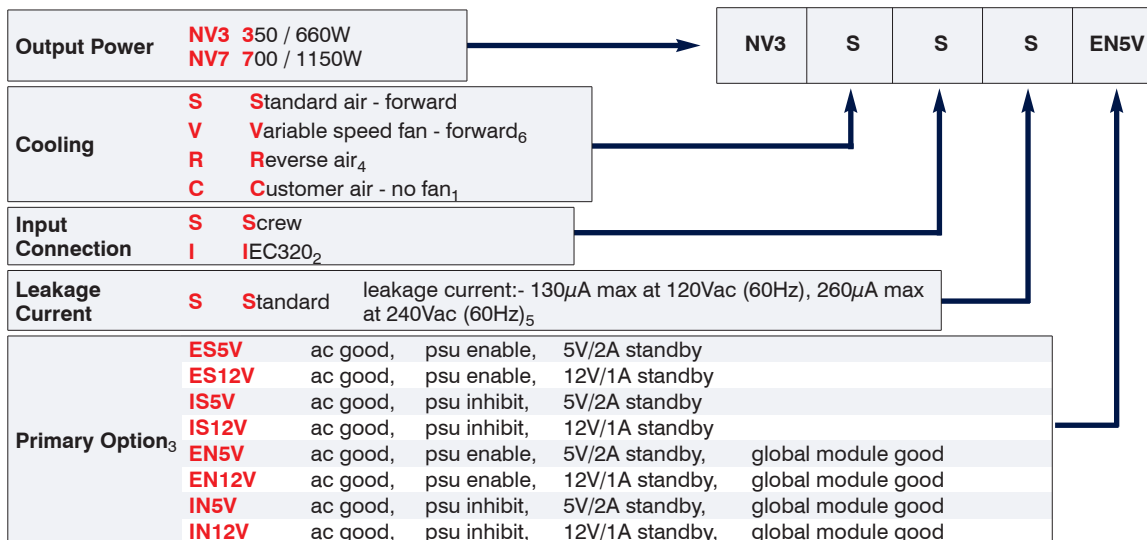 Output Power NV3 350 / 660W
NV7 700 / 1150W
NV3 S S S EN5V
Cooling
S Standard air - forward
V Variable speed fan - forward6
R Reverse air4
C Customer air - no fan1
Input Connection
S Screw
I IEC3202
Leakage Current
S Standard leakage current:- 130µA max at 120Vac (60Hz), 260µA max
at 240Vac (60Hz)5
Primary Option3
ES5V ac good, psu enable, 5V/2A standby
ES12V ac good, psu enable, 12V/1A standby
IS5V ac good, psu inhibit, 5V/2A standby
IS12V ac good, psu inhibit, 12V/1A standby
EN5V ac good, psu enable, 5V/2A standby, global module good
EN12V ac good, psu enable, 12V/1A standby, global module good
IN5V ac good, psu inhibit, 5V/2A standby, global module good
IN12V ac good, psu inhibit, 12V/1A standby, global module good